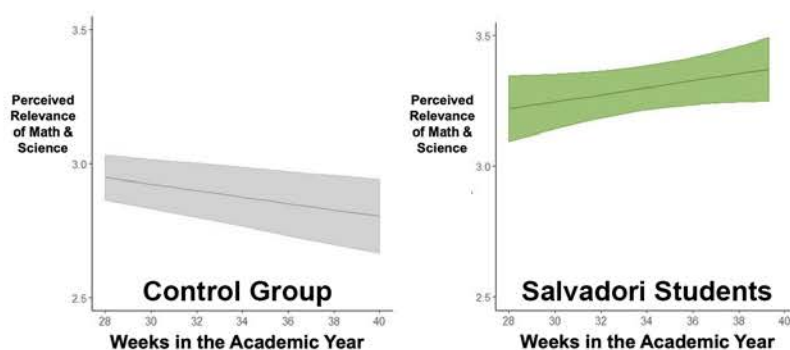 3.5
Perceived
Relevance
of Math &
Science
3.0
2.5
Control Group
28 30 32 34 36 38 40
Weeks in the Academic Year
3.5
Perceived
Relevance
of Math &
Science
3.0
2.5
Salvadori Students
28 30 32 34 36 38 40
Weeks in the Academic Year